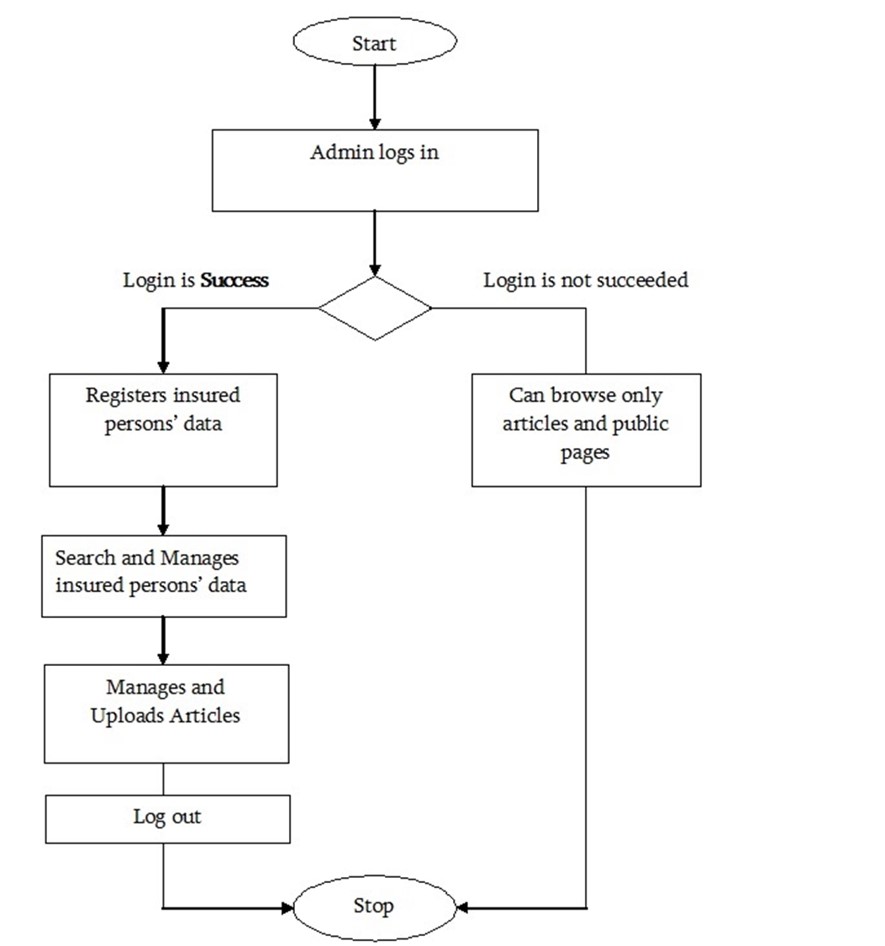 Start
Admin logs in
Login is Success
Login is not succeeded
Registers insured
persons’ data
Can browse only
articles and public
pages
Search and Manages
insured persons’ data
Manages and
Uploads Articles
Log out
Stop